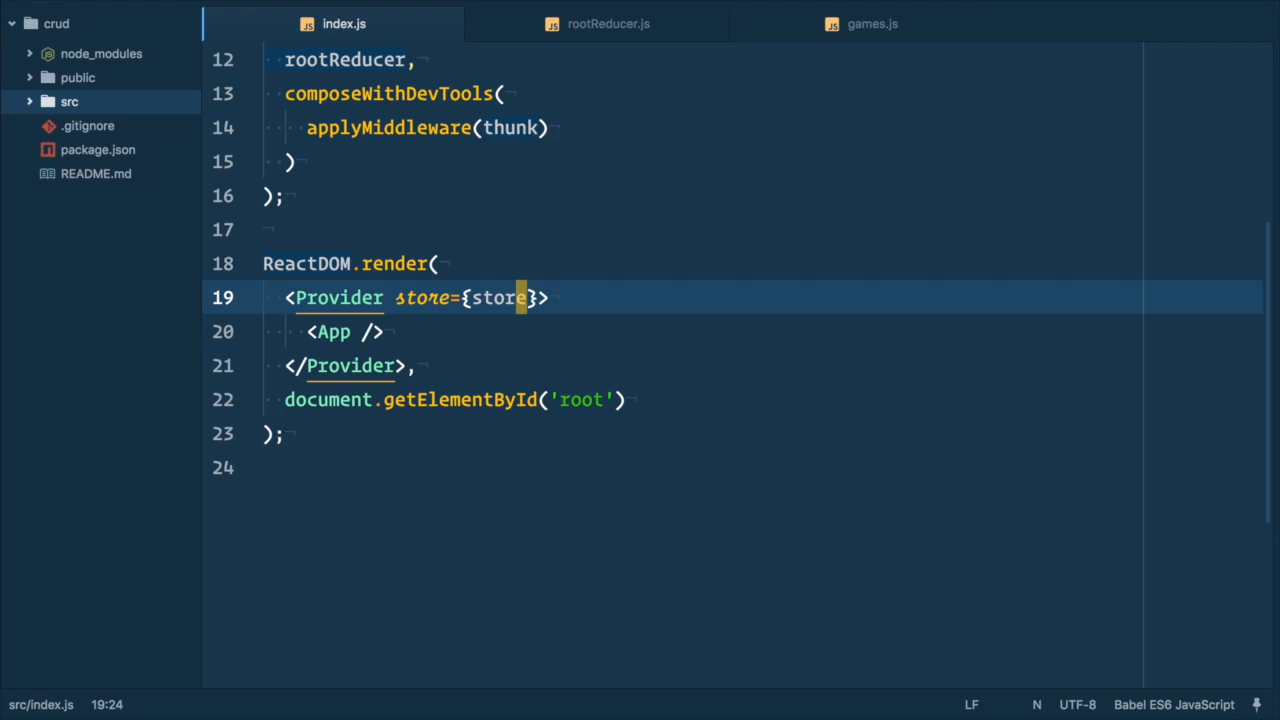 crud
node_modules
public
src
.gitignore
package.json
README.md
index.js
rootReducer.js
games.js
12 rootReducer,
13 composeWithDevTools(
14 applyMiddleware(thunk)
15 )
16 );
17
18 ReactDOM.render(
19 <Provider store={store}>
20 <App />
21 </Provider>,
22 document.getElementById('root')
23 );
24
src/index.js 19:24 LF N UTF-8 Babel ES6 JavaScript